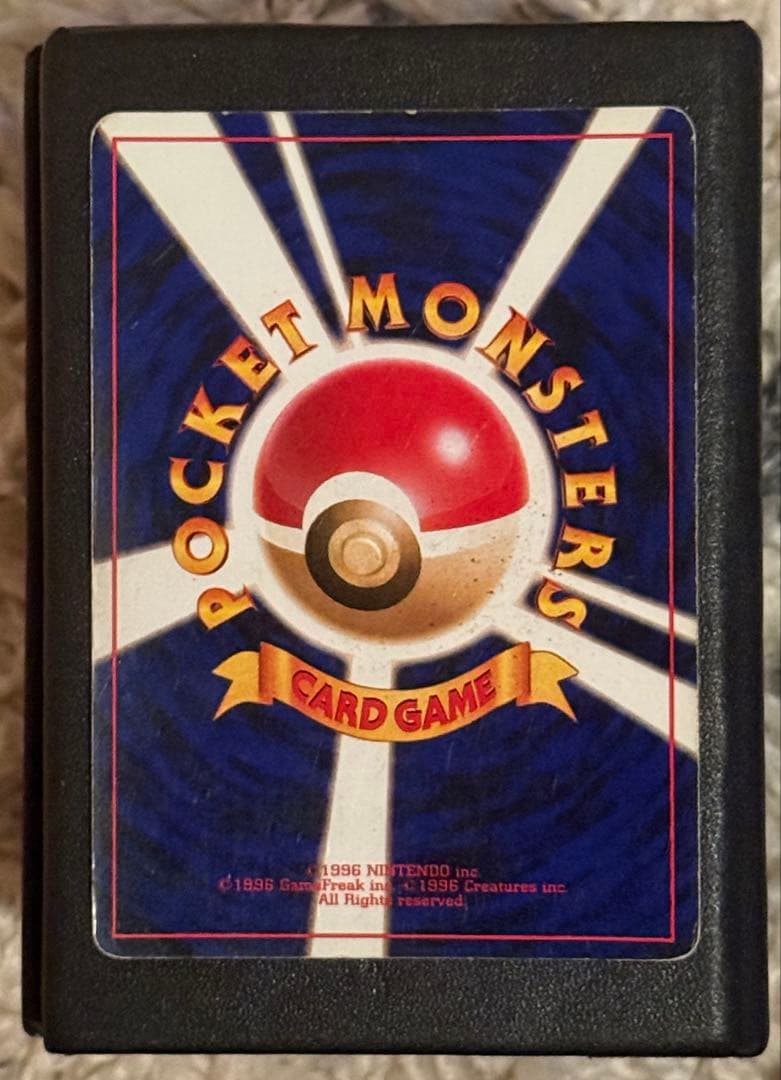 POCKET MONSTERS
CARD GAME
©1996 NINTENDO inc.
©1996 GameFreak inc. ©1996 Creatures inc.
All Rights reserved.